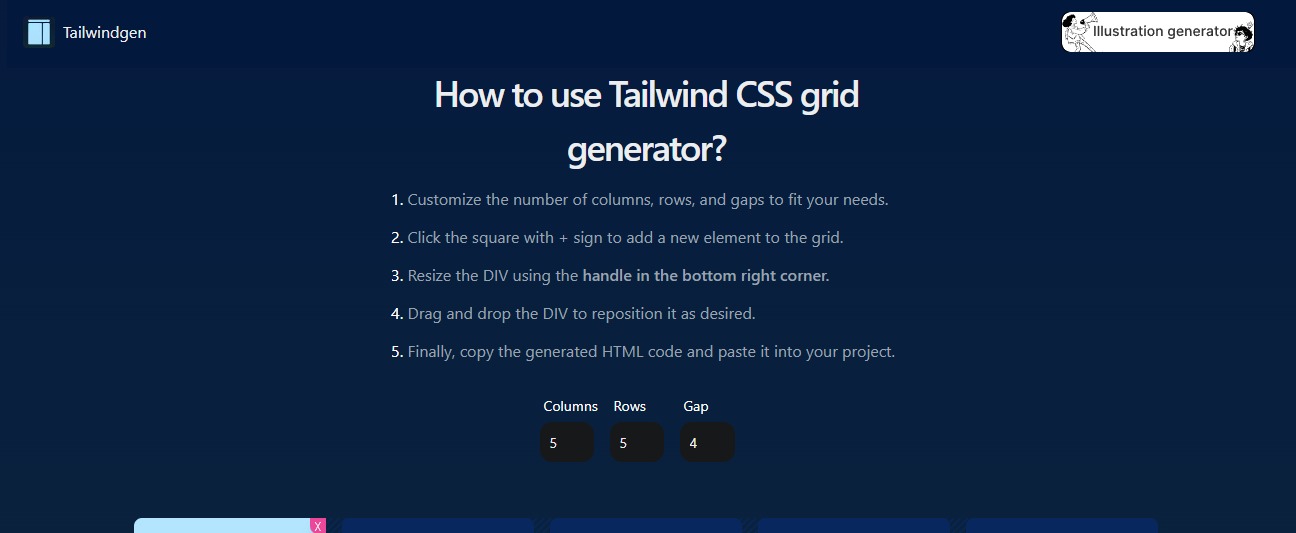 Tailwindgen
Illustration generator
How to use Tailwind CSS grid
generator?
1. Customize the number of columns, rows, and gaps to fit your needs.
2. Click the square with + sign to add a new element to the grid.
3. Resize the DIV using the handle in the bottom right corner.
4. Drag and drop the DIV to reposition it as desired.
5. Finally, copy the generated HTML code and paste it into your project.
Columns Rows Gap
5 5 4
X